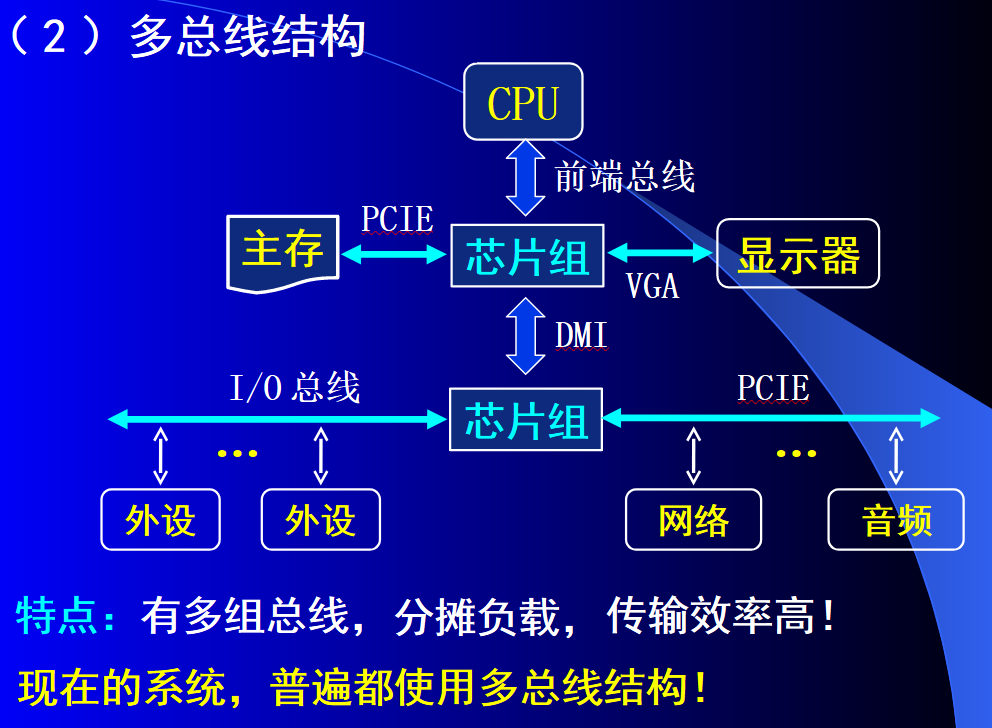 （2）多总线结构
CPU
前端总线
PCIE
主存
芯片组
显示器
VGA
DMI
I/O 总线
PCIE
芯片组
...
...
外设
外设
网络
音频
特点：有多组总线，分摊负载，传输效率高！
现在的系统，普遍都使用多总线结构！